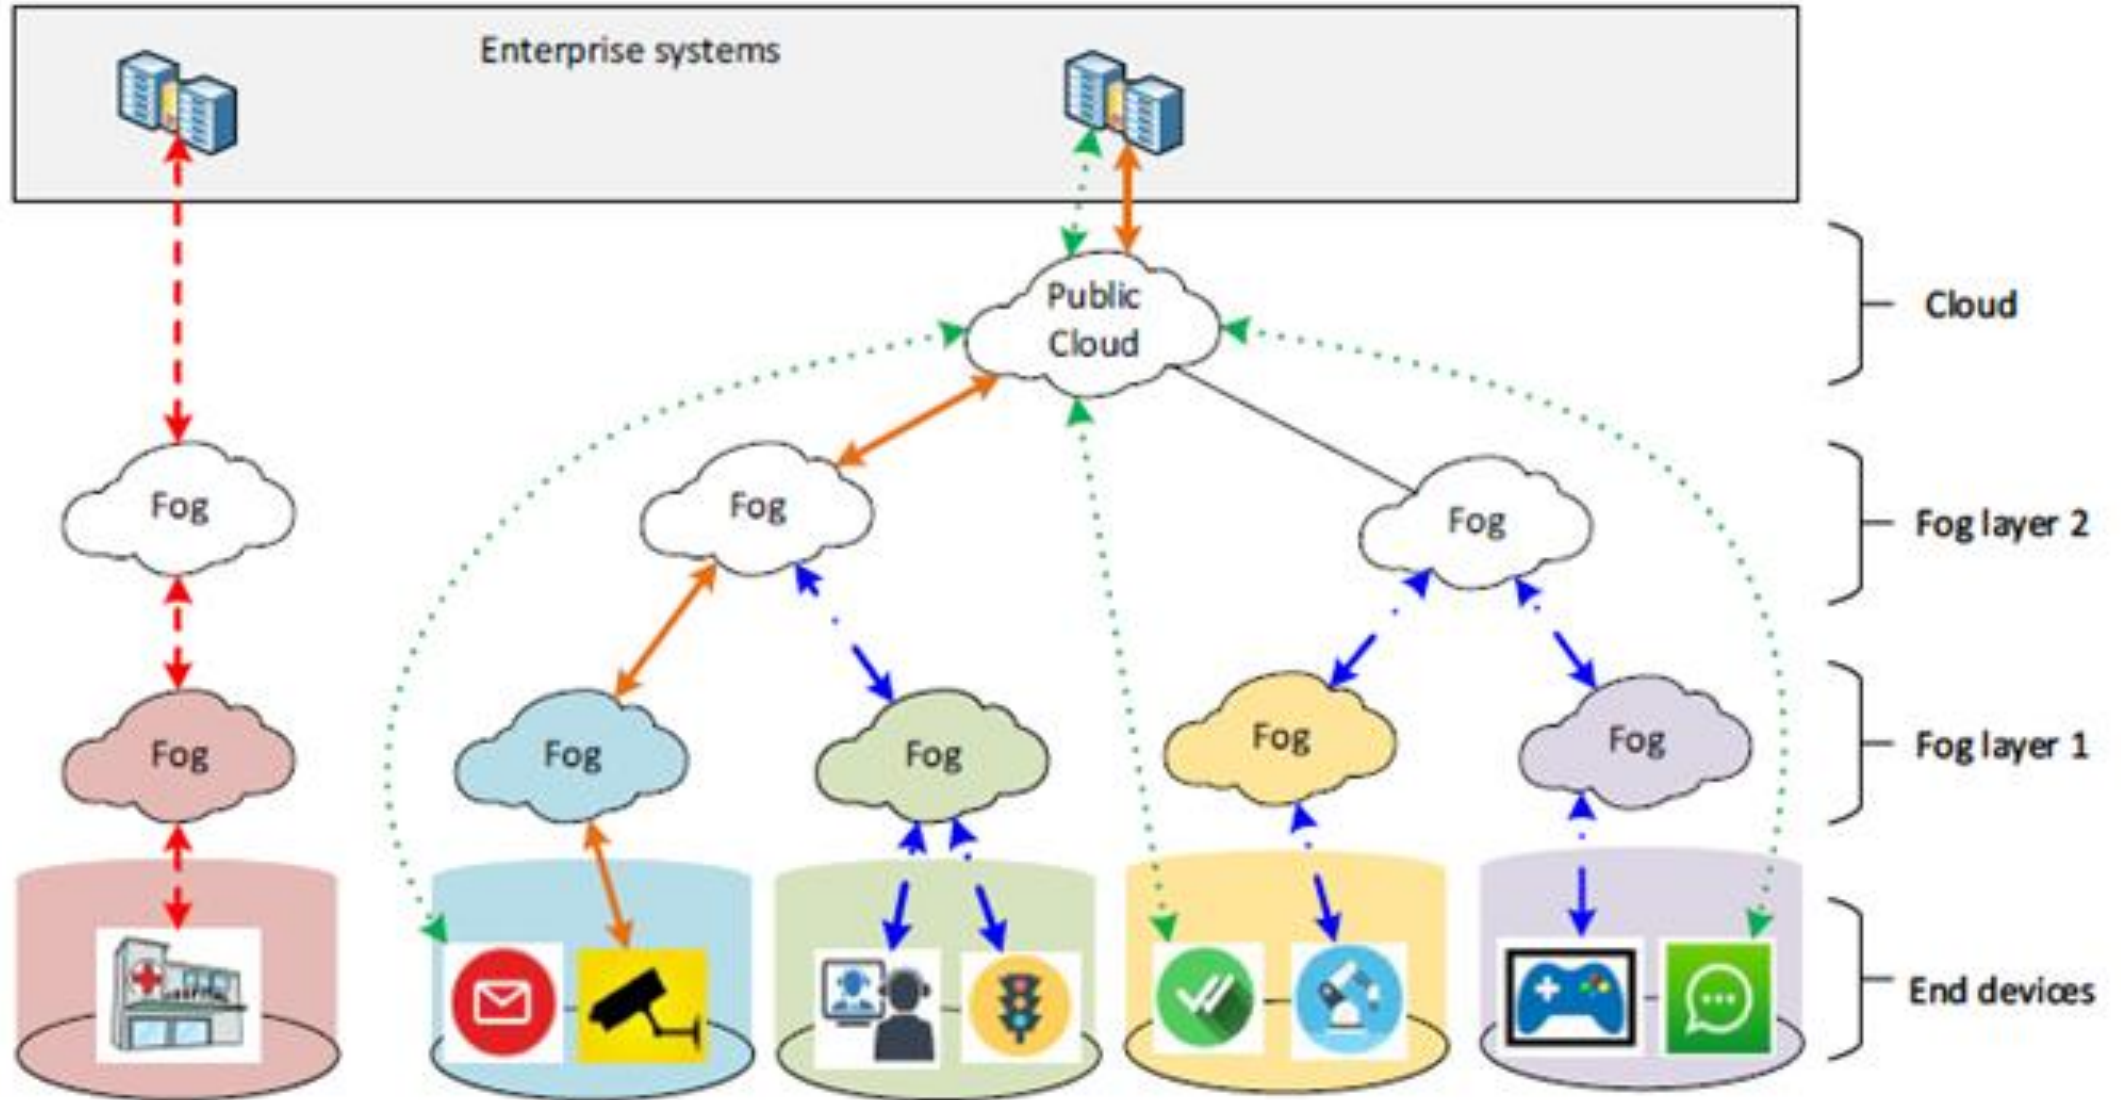 Enterprise systems
Public
Cloud
Cloud
Fog
Fog
Fog
Fog layer 2
Fog
Fog
Fog
Fog
Fog
Fog layer 1
End devices